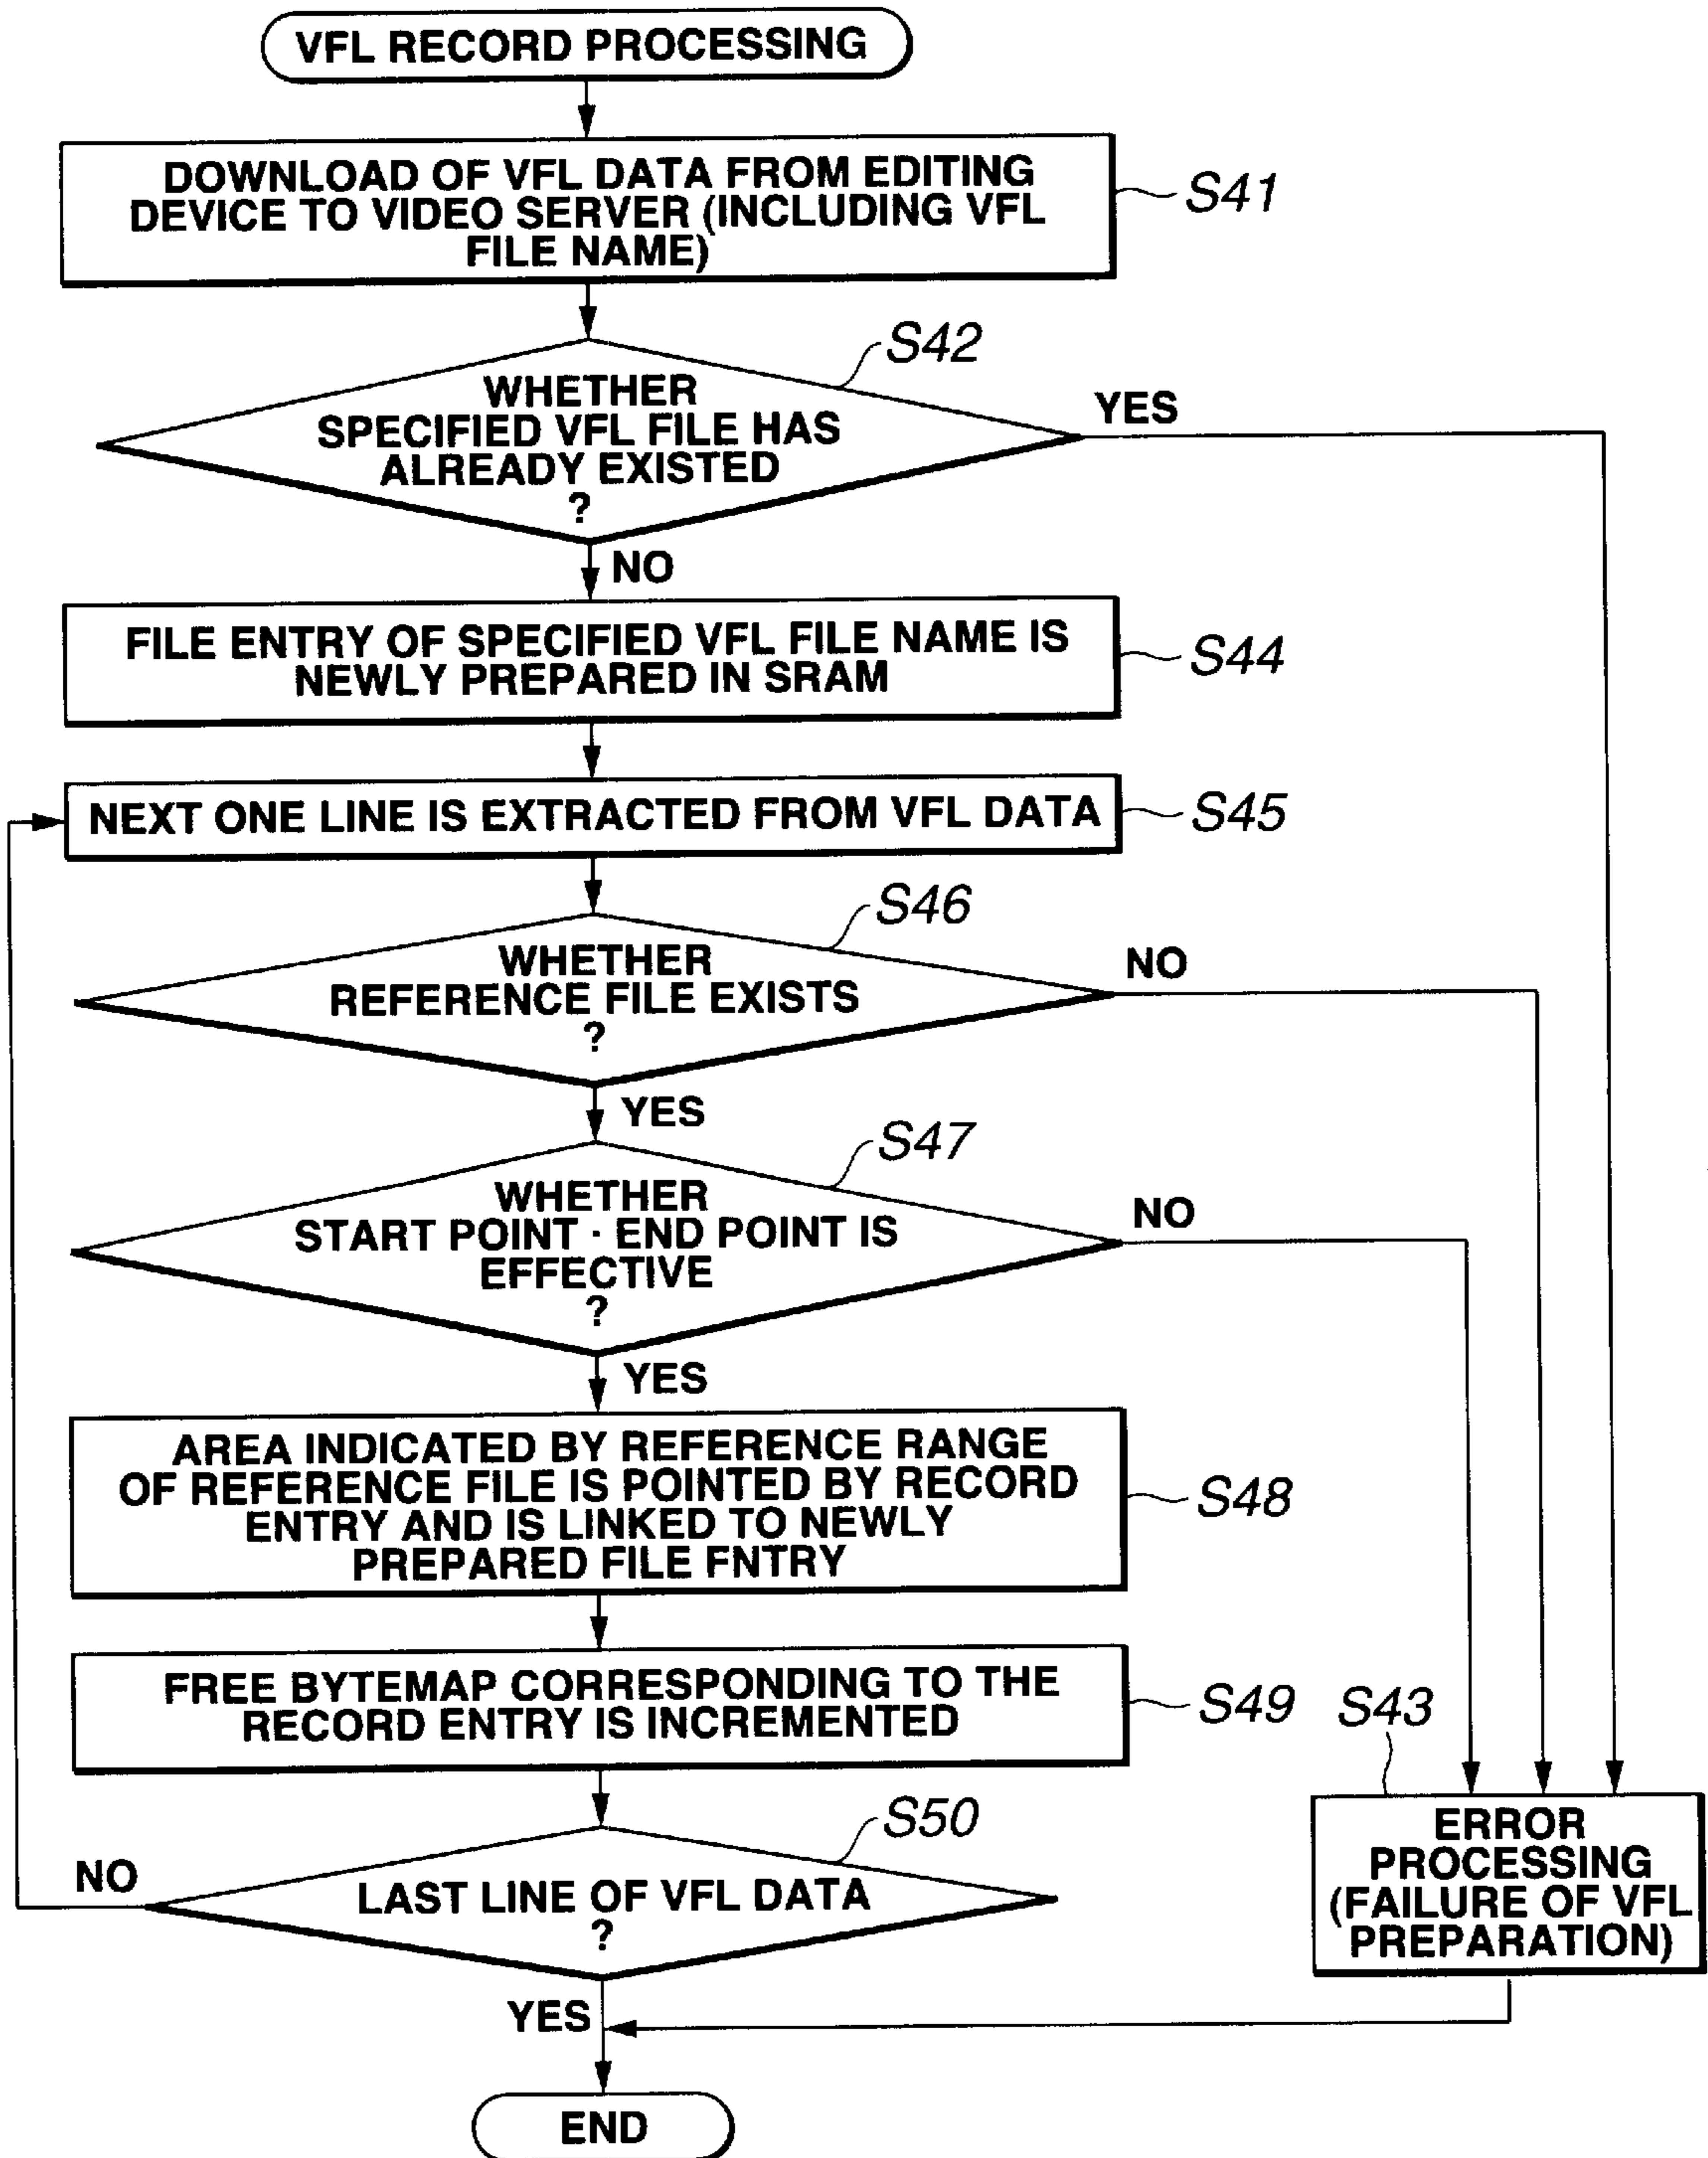 VFL RECORD PROCESSING
DOWNLOAD OF VFL DATA FROM EDITING
DEVICE TO VIDEO SERVER (INCLUDING VFL
FILE NAME)
S41
S42
WHETHER
SPECIFIED VFL FILE HAS
ALREADY EXISTED
?
YES
NO
FILE ENTRY OF SPECIFIED VFL FILE NAME IS
NEWLY PREPARED IN SRAM
S44
NEXT ONE LINE IS EXTRACTED FROM VFL DATA
S45
S46
WHETHER
REFERENCE FILE EXISTS
?
NO
YES
S47
WHETHER
START POINT · END POINT IS
EFFECTIVE
?
NO
YES
AREA INDICATED BY REFERENCE RANGE
OF REFERENCE FILE IS POINTED BY RECORD
ENTRY AND IS LINKED TO NEWLY
PREPARED FILE FNTRY
S48
FREE BYTEMAP CORRESPONDING TO THE
RECORD ENTRY IS INCREMENTED
S49
S43
ERROR
PROCESSING
(FAILURE OF VFL
PREPARATION)
S50
LAST LINE OF VFL DATA
?
NO
YES
END